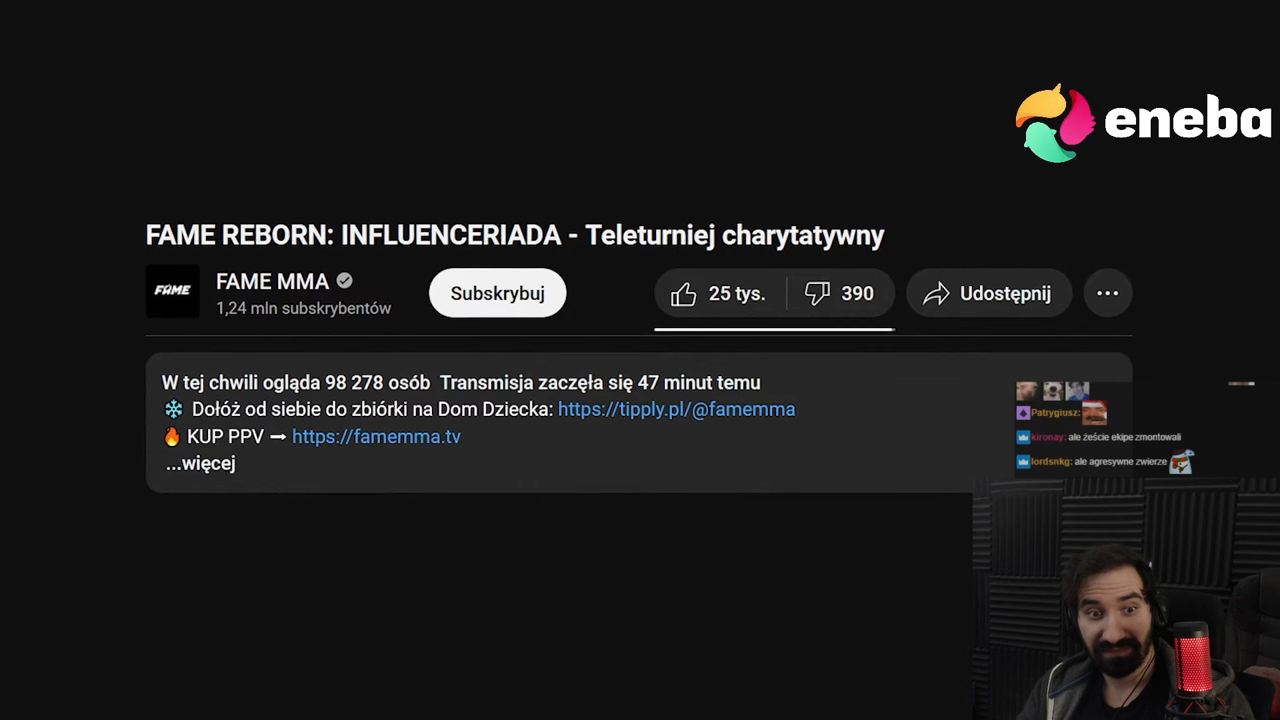 eneba
FAME REBORN: INFLUENCERIADA - Teleturniej charytatywny
FAME
FAME MMA
1,24 mln subskrybentów
Subskrybuj
25 tys.
390
Udostępnij
W tej chwili ogląda 98 278 osób Transmisja zaczęła się 47 minut temu
Dołóż od siebie do zbiórki na Dom Dziecka: https://tipply.pl/@famemma
KUP PPV ➞ https://famemma.tv
...więcej
Patrygiusz:
kironay: ale żeście ekipe zmontowali
lordsnkg: ale agresywne zwierze